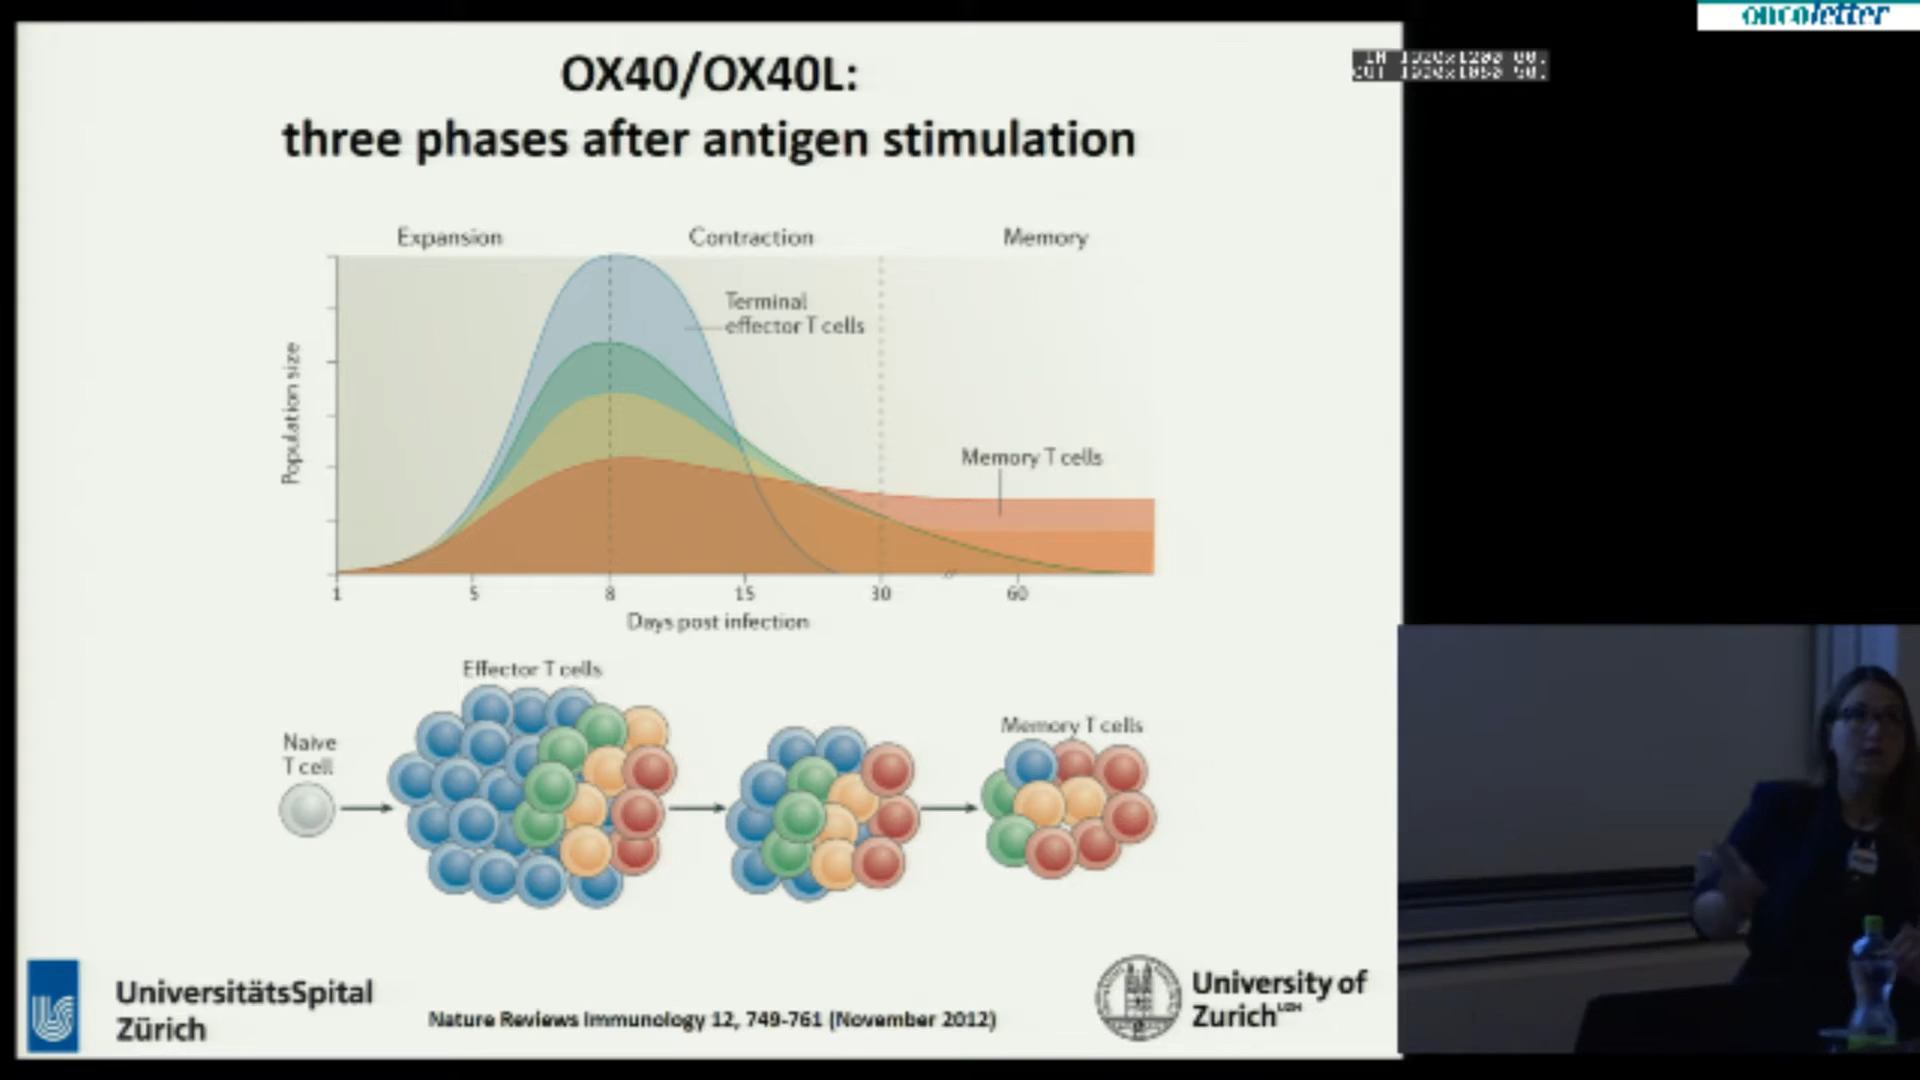 oncoletter
OX40/OX40L:
three phases after antigen stimulation
Expansion
Contraction
Memory
Terminal
effector T cells
Memory T cells
Population size
1
5
8
15
30
60
Days post infection
Effector T cells
Naive
T cell
Memory T cells
UniversitätsSpital
Zürich
Nature Reviews Immunology 12, 749-761 (November 2012)
University of
Zurich